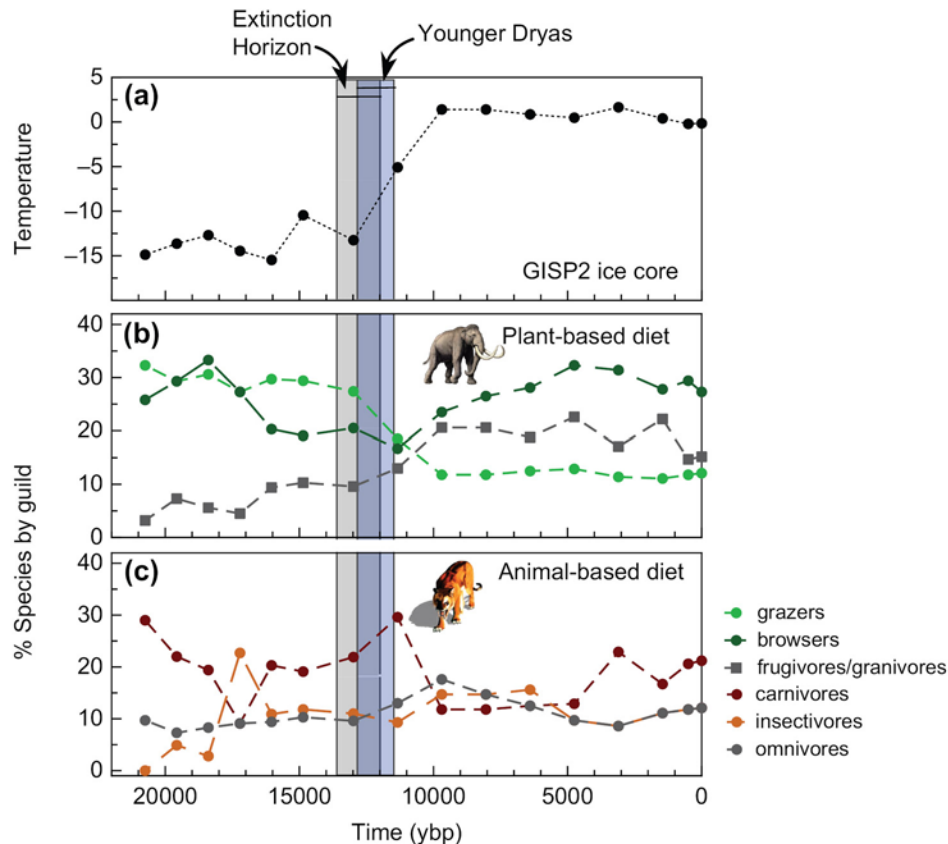 Extinction
Horizon
Younger Dryas
(a)
5
0
−5
−10
−15
Temperature
GISP2 ice core
(b)
Plant-based diet
40
30
20
10
0
% Species by guild
(c)
Animal-based diet
40
30
20
10
0
grazers
browsers
frugivores/granivores
carnivores
insectivores
omnivores
20000 15000 10000 5000 0
Time (ybp)